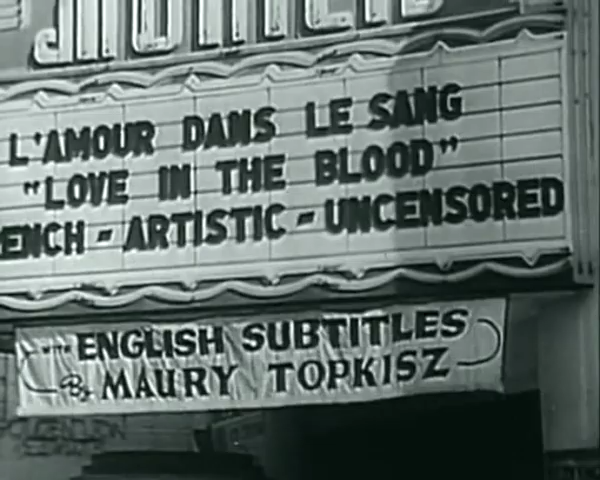 L'AMOUR DANS LE SANG
"LOVE IN THE BLOOD"
ENCH - ARTISTIC - UNCENSORED
ENGLISH SUBTITLES
By MAURY TOPKISZ